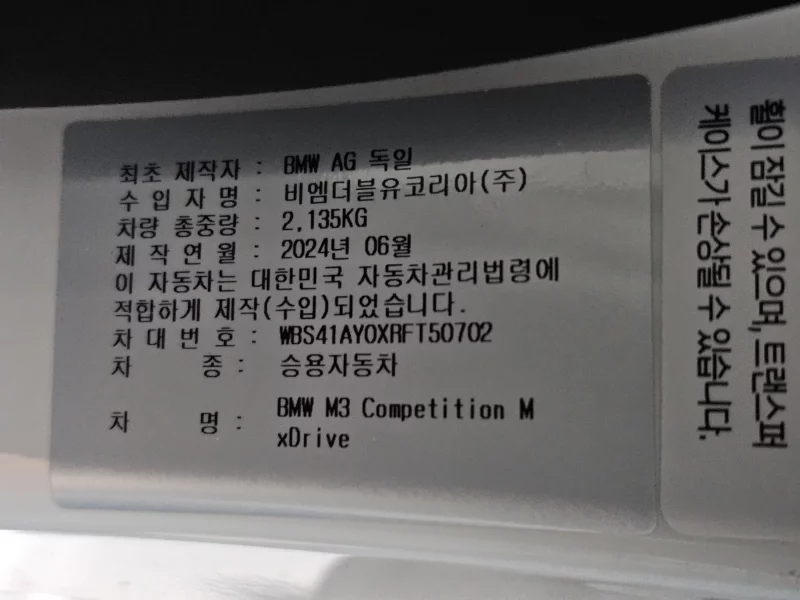 최초 제작자 : BMW AG 독일
수 입 자 명 : 비엠더블유코리아(주)
차량 총중량 : 2,135KG
제 작 연 월 : 2024년 06월
이 자동차는 대한민국 자동차관리법령에
적합하게 제작(수입)되었습니다.
차 대 번 호 : WBS41AY0XRFT50702
차 종 : 승용자동차
차 명 : BMW M3 Competition M
xDrive
휠이 잠길 수 있으며, 트랜스퍼
케이스가 손상될 수 있습니다.